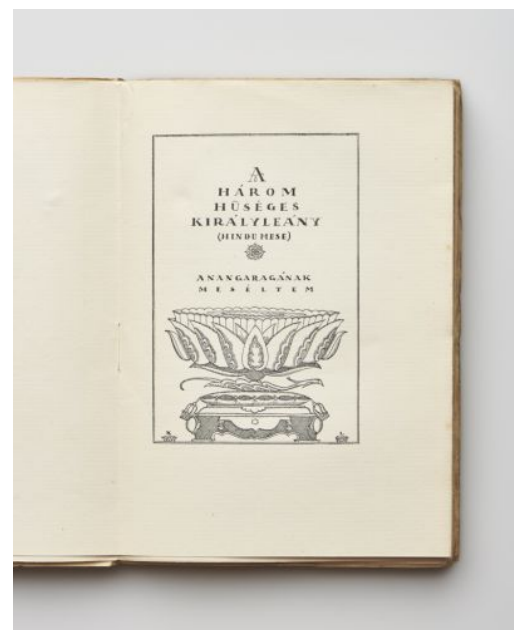 A
HÁROM
HŰSÉGES
KIRÁLYLEÁNY
(HINDU MESE)
ANANGARAGÁNAK
MESÉLTEM